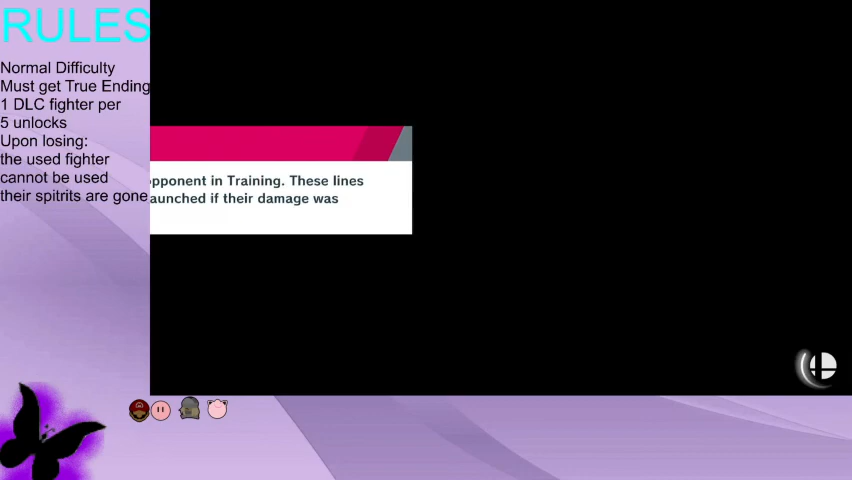 RULES
Normal Difficulty
Must get True Ending
1 DLC fighter per
5 unlocks
Upon losing:
the used fighter
cannot be used
their spitrits are gone
opponent in Training. These lines
aunched if their damage was